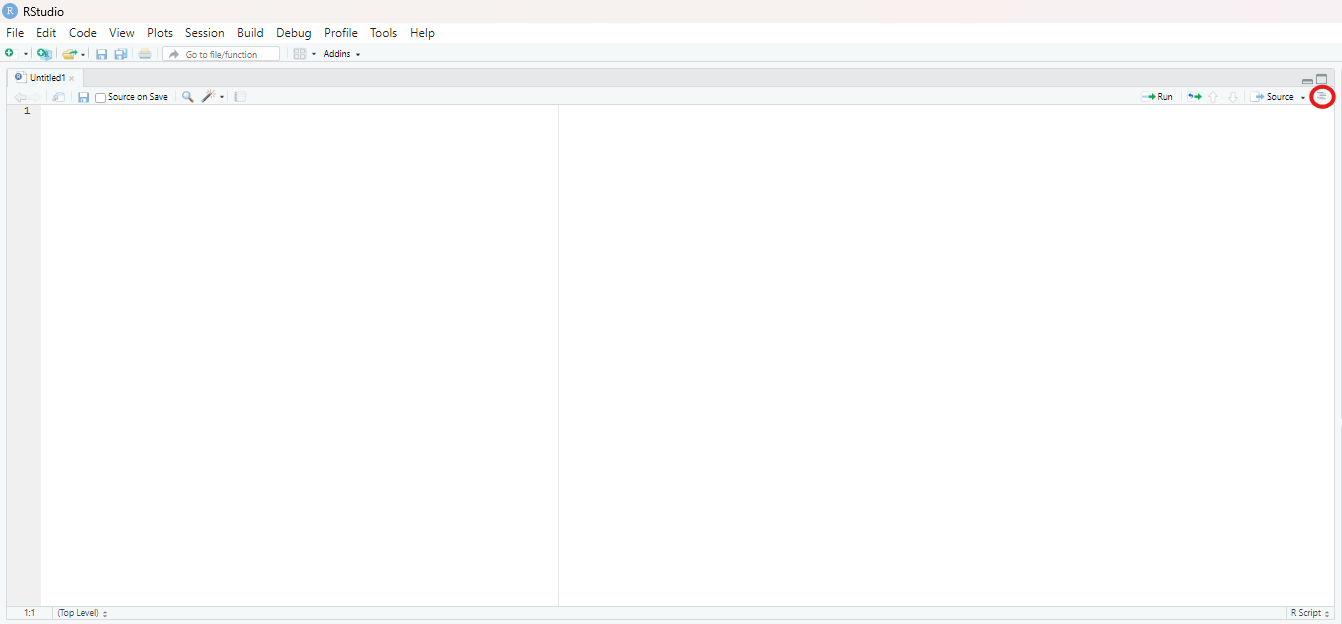 R RStudio
File Edit Code View Plots Session Build Debug Profile Tools Help
Go to file/function Addins
Untitled1
Source on Save Run Source
1
1:1 (Top Level) R Script